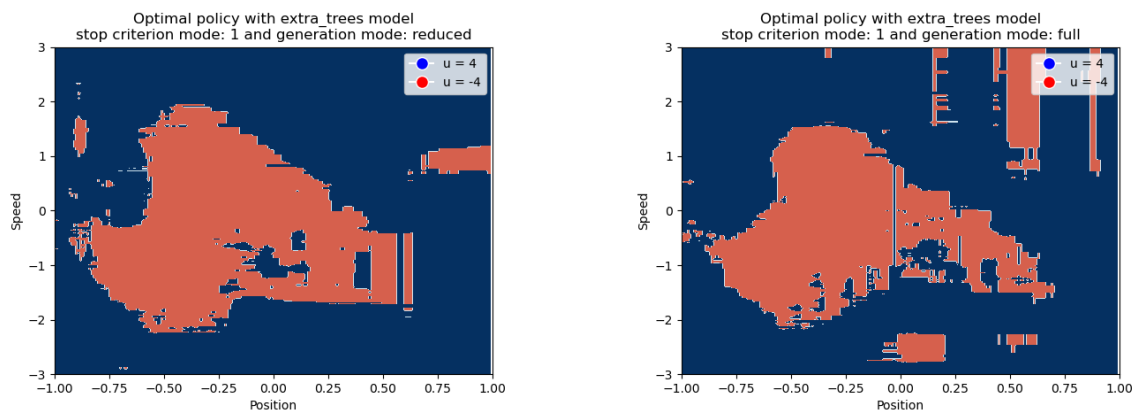 Optimal policy with extra_trees model
stop criterion mode: 1 and generation mode: reduced
u = 4
u = -4
3
2
1
0
−1
−2
−3
Speed
−1.00 −0.75 −0.50 −0.25 0.00 0.25 0.50 0.75 1.00
Position
Optimal policy with extra_trees model
stop criterion mode: 1 and generation mode: full
u = 4
u = -4
3
2
1
0
−1
−2
−3
Speed
−1.00 −0.75 −0.50 −0.25 0.00 0.25 0.50 0.75 1.00
Position